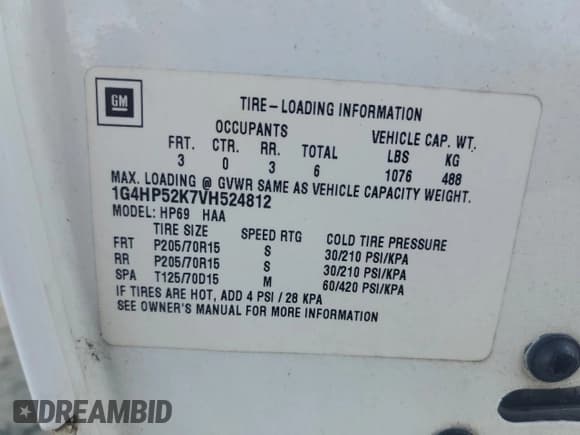 GM
TIRE-LOADING INFORMATION
OCCUPANTS VEHICLE CAP. WT.
FRT. CTR. RR. TOTAL LBS KG
3 0 3 6 1076 488
MAX. LOADING @ GVWR SAME AS VEHICLE CAPACITY WEIGHT.
1G4HP52K7VH524812
MODEL: HP69 HAA
TIRE SIZE SPEED RTG COLD TIRE PRESSURE
FRT P205/70R15 S 30/210 PSI/KPA
RR P205/70R15 S 30/210 PSI/KPA
SPA T125/70D15 M 60/420 PSI/KPA
IF TIRES ARE HOT, ADD 4 PSI / 28 KPA
SEE OWNER'S MANUAL FOR MORE INFORMATION
DREAMBID